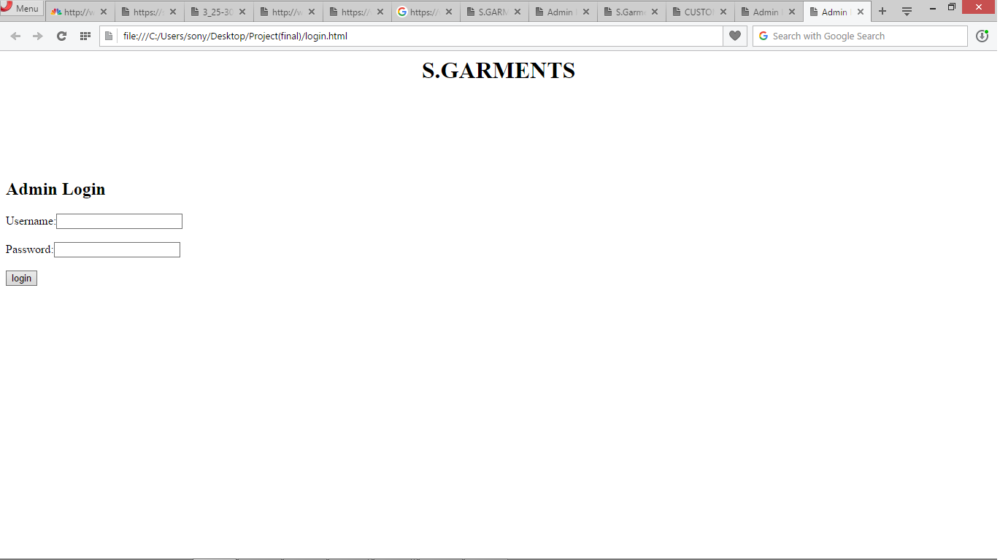 Menu http://w https:// 3_25-30 http://w https:// https:// S.GARM Admin S.Garme CUSTO Admin Admin
file:///C:/Users/sony/Desktop/Project(final)/login.html Search with Google Search
S.GARMENTS
Admin Login
Username:
Password:
login